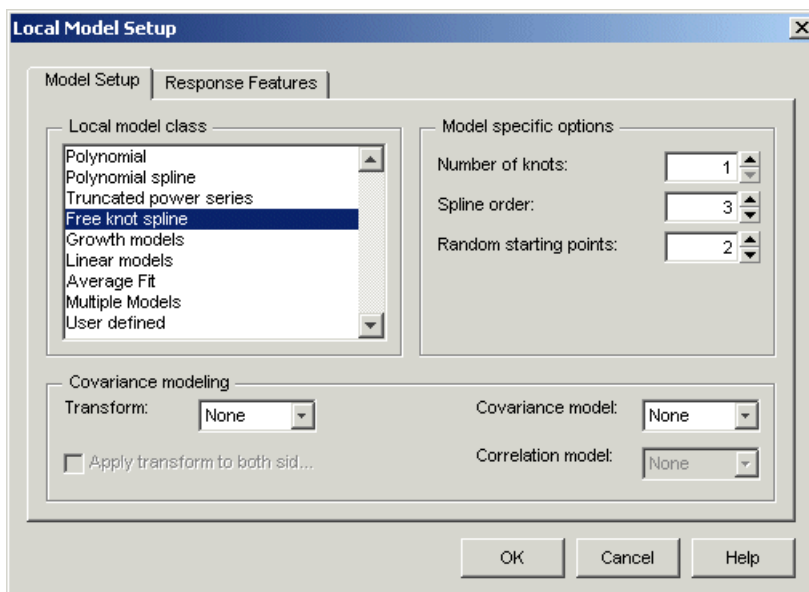 Local Model Setup
Model Setup
Response Features
Local model class
Polynomial
Polynomial spline
Truncated power series
Free knot spline
Growth models
Linear models
Average Fit
Multiple Models
User defined
Model specific options
Number of knots: 1
Spline order: 3
Random starting points: 2
Covariance modeling
Transform: None
Apply transform to both sid...
Covariance model: None
Correlation model: None
OK
Cancel
Help